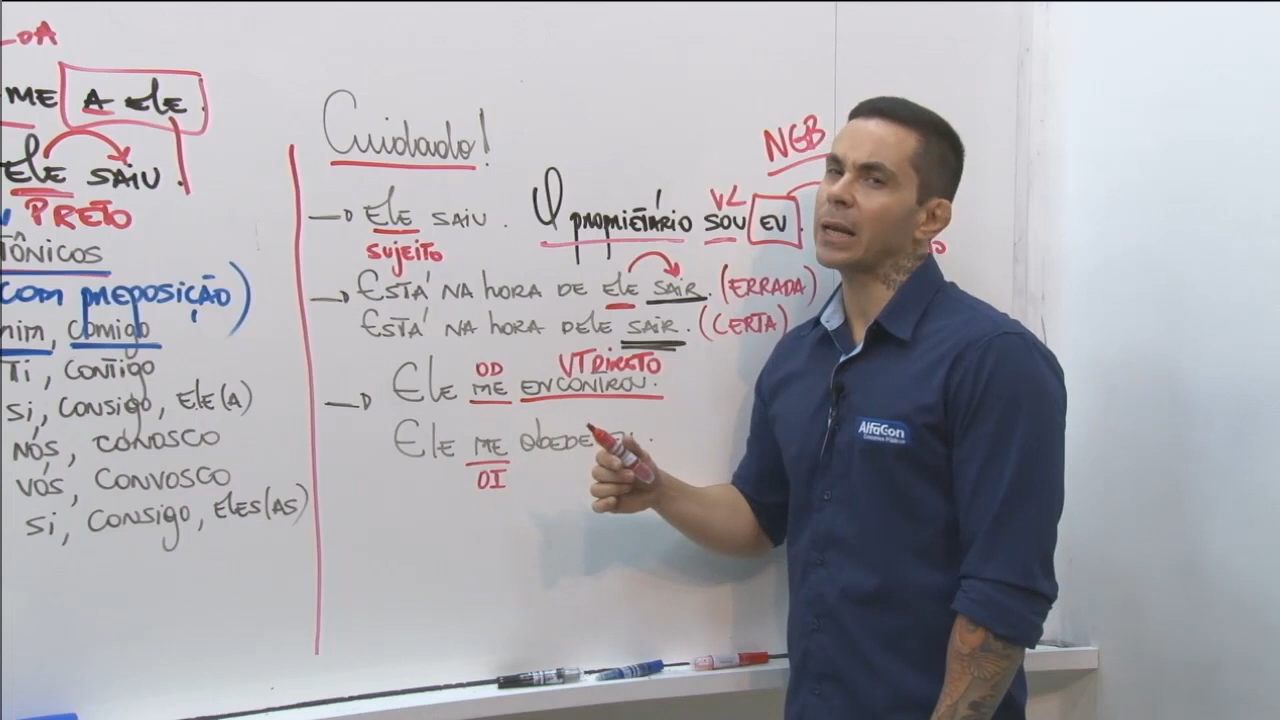 ME A ELE.
ELE SAIU.
PRETO
TÔNICOS
COM PREPOSIÇÃO)
MIM, COMIGO
TI, CONTIGO
SI, CONSIGO, ELE(A)
NÓS, CONOSCO
VÓS, CONVOSCO
SI, CONSIGO, ELES(AS)
Cuidado!
ELE SAIU.
SUJEITO
NGB
O PROPRIETÁRIO SOU EU.
VL
ESTÁ NA HORA DE ELE SAIR. (ERRADA)
ESTÁ NA HORA DELE SAIR. (CERTA)
OD VTDIRETO
ELE ME ENCONTROU.
ELE ME
OI
AlfaCon
Concursos Públicos